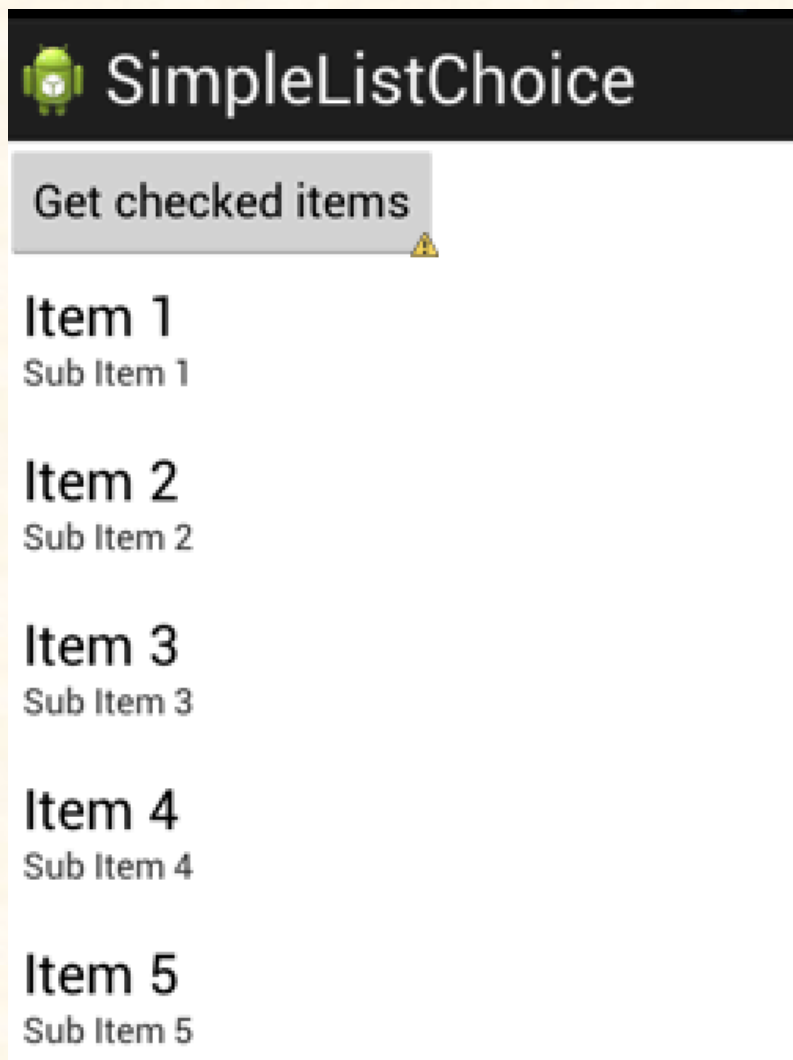 SimpleListChoice
Get checked items
Item 1
Sub Item 1
Item 2
Sub Item 2
Item 3
Sub Item 3
Item 4
Sub Item 4
Item 5
Sub Item 5